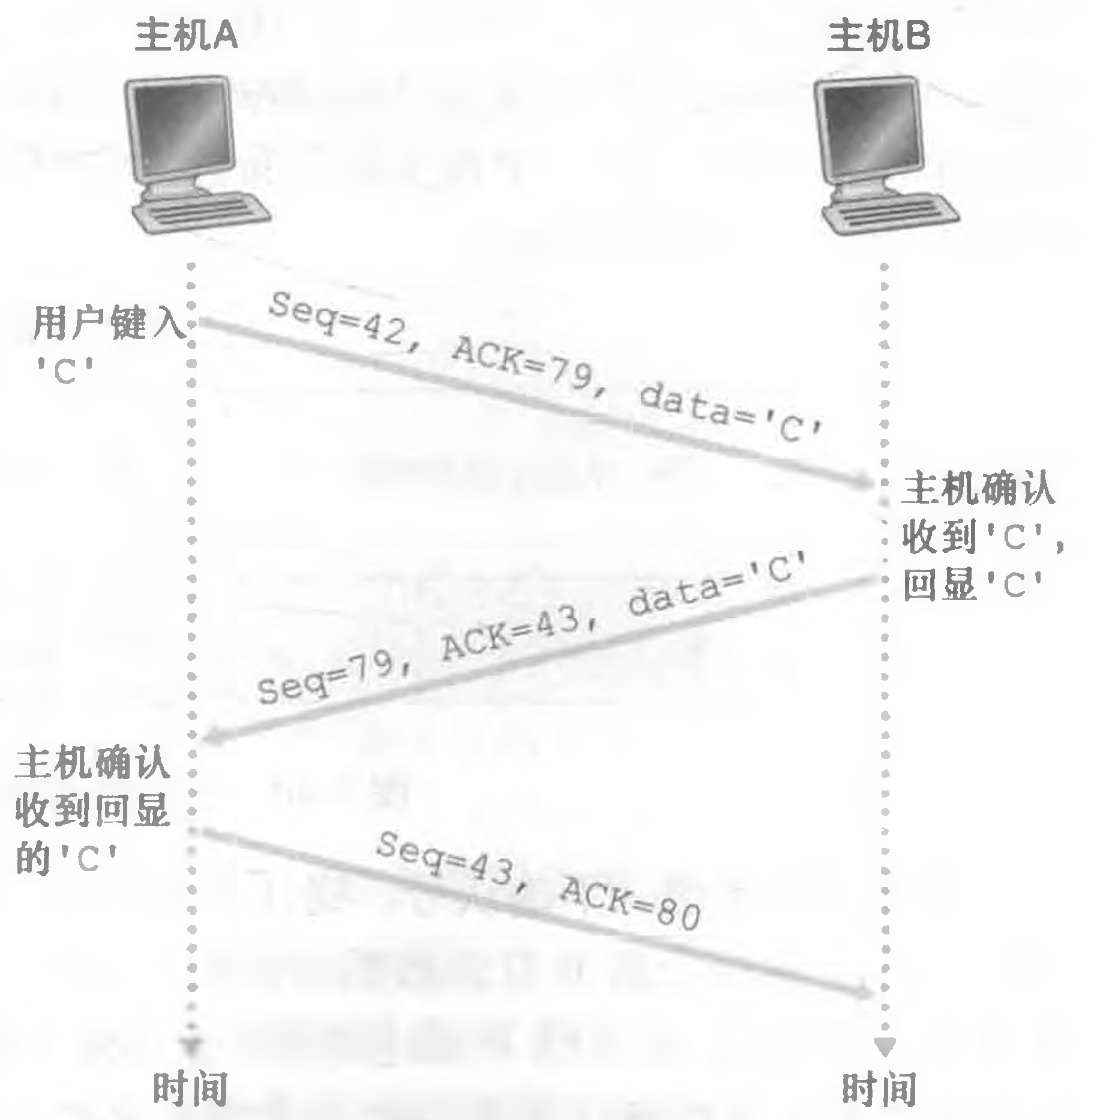 主机A
主机B
用户键入
'C'
Seq=42, ACK=79, data='C'
主机确认
收到'C',
回显'C'
Seq=79, ACK=43, data='C'
主机确认
收到回显
的'C'
Seq=43, ACK=80
时间
时间